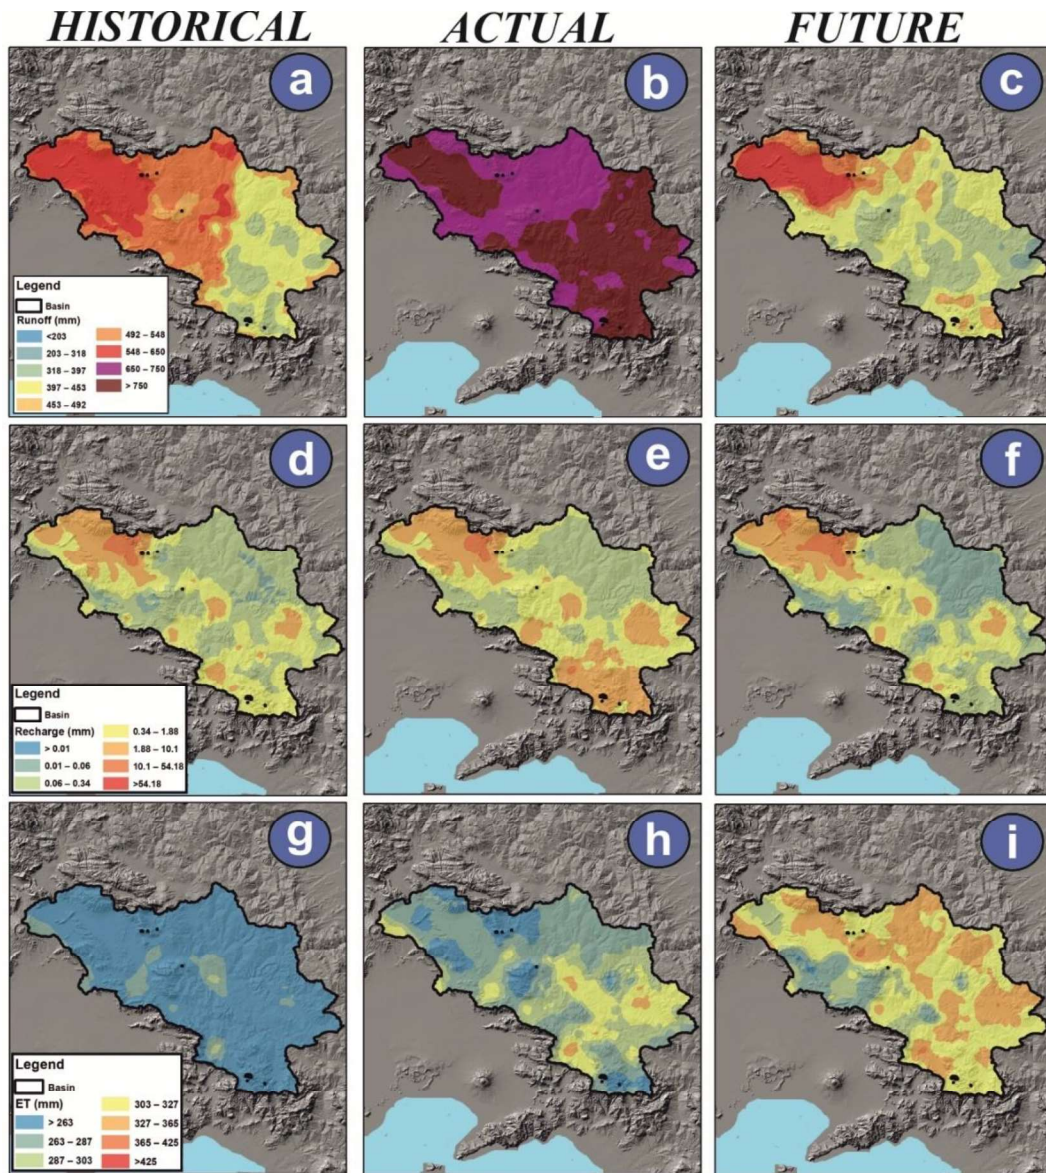 HISTORICAL ACTUAL FUTURE
a b c
Legend
Basin
Runoff (mm)
<203
203 – 318
318 – 397
397 – 453
453 – 492
492 – 548
548 – 650
650 – 750
> 750
d e f
Legend
Basin
Recharge (mm)
> 0.01
0.01 – 0.06
0.06 – 0.34
0.34 – 1.88
1.88 – 10.1
10.1 – 54.18
>54.18
g h i
Legend
Basin
ET (mm)
> 263
263 – 287
287 – 303
303 – 327
327 – 365
365 – 425
>425